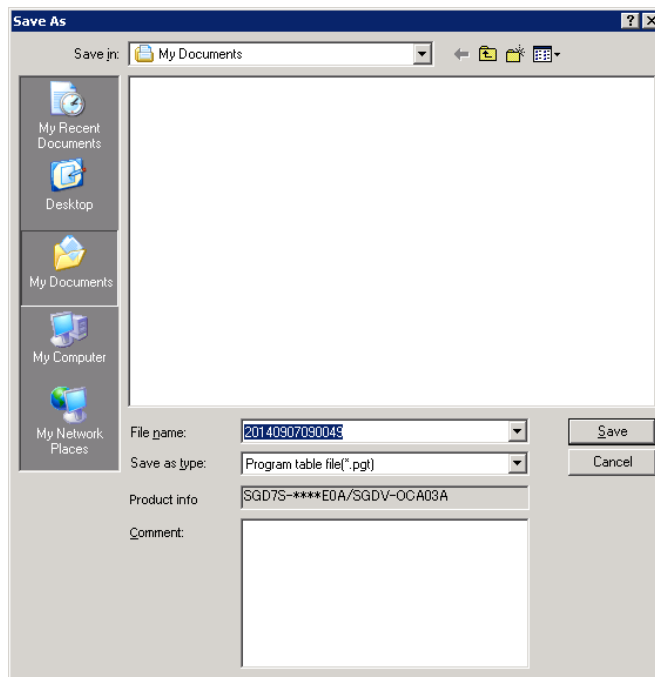 Save As
Save in:
My Documents
My Recent
Documents
Desktop
My Documents
My Computer
My Network
Places
File name:
20140907090049
Save
Save as type:
Program table file(*.pgt)
Cancel
Product info
SGD7S-****E0A/SGDV-OCA03A
Comment: